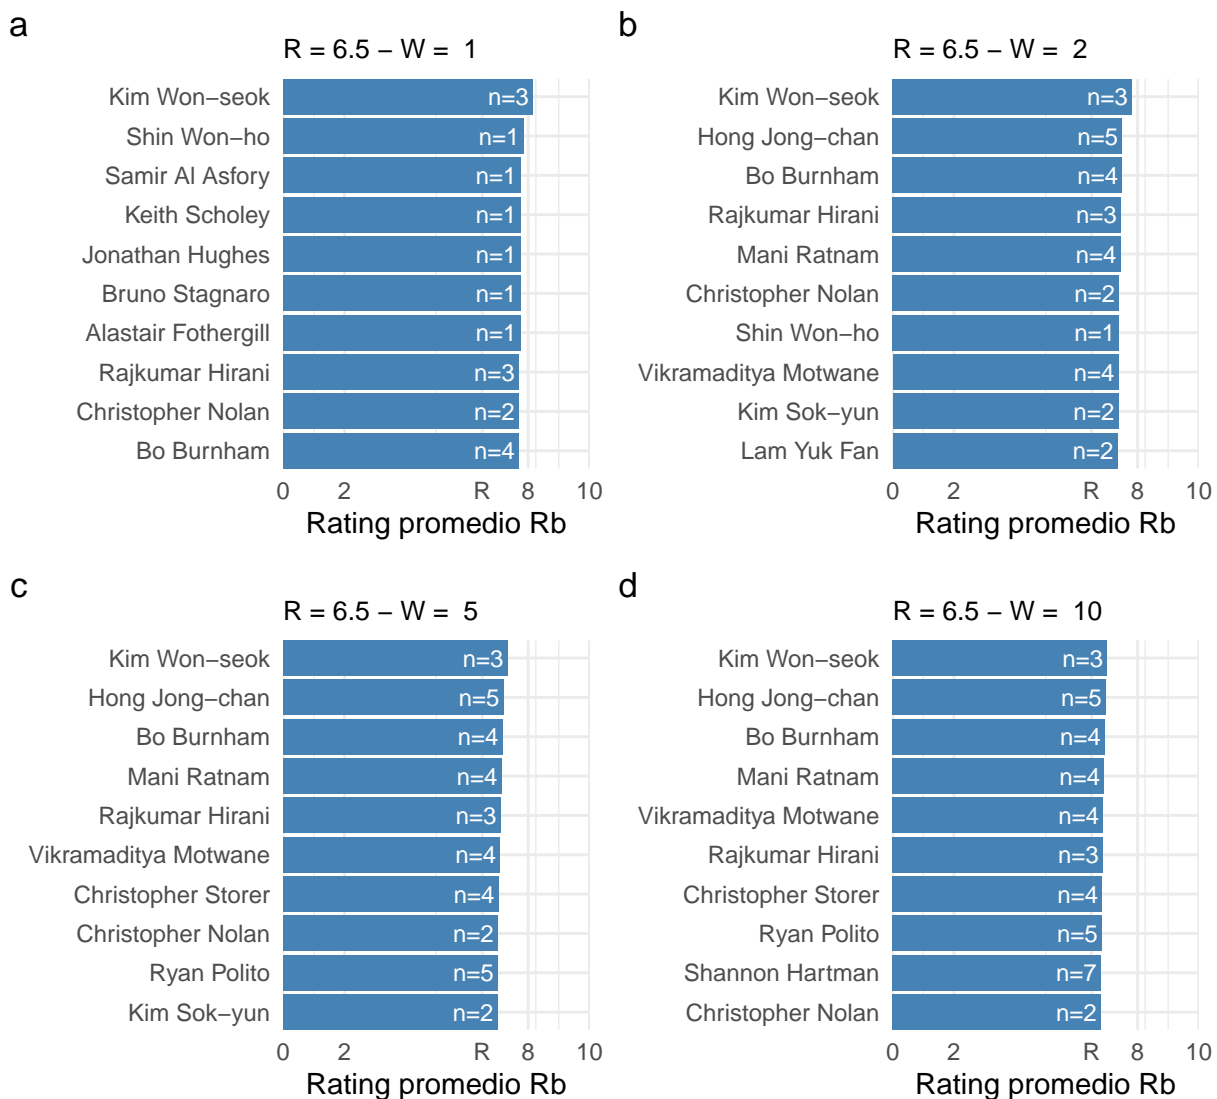 a
R = 6.5 − W =  1
Kim Won−seok n=3
Shin Won−ho n=1
Samir Al Asfory n=1
Keith Scholey n=1
Jonathan Hughes n=1
Bruno Stagnaro n=1
Alastair Fothergill n=1
Rajkumar Hirani n=3
Christopher Nolan n=2
Bo Burnham n=4
0 2 R 8 10
Rating promedio Rb
b
R = 6.5 − W =  2
Kim Won−seok n=3
Hong Jong−chan n=5
Bo Burnham n=4
Rajkumar Hirani n=3
Mani Ratnam n=4
Christopher Nolan n=2
Shin Won−ho n=1
Vikramaditya Motwane n=4
Kim Sok−yun n=2
Lam Yuk Fan n=2
0 2 R 8 10
Rating promedio Rb
c
R = 6.5 − W =  5
Kim Won−seok n=3
Hong Jong−chan n=5
Bo Burnham n=4
Mani Ratnam n=4
Rajkumar Hirani n=3
Vikramaditya Motwane n=4
Christopher Storer n=4
Christopher Nolan n=2
Ryan Polito n=5
Kim Sok−yun n=2
0 2 R 8 10
Rating promedio Rb
d
R = 6.5 − W =  10
Kim Won−seok n=3
Hong Jong−chan n=5
Bo Burnham n=4
Mani Ratnam n=4
Vikramaditya Motwane n=4
Rajkumar Hirani n=3
Christopher Storer n=4
Ryan Polito n=5
Shannon Hartman n=7
Christopher Nolan n=2
0 2 R 8 10
Rating promedio Rb